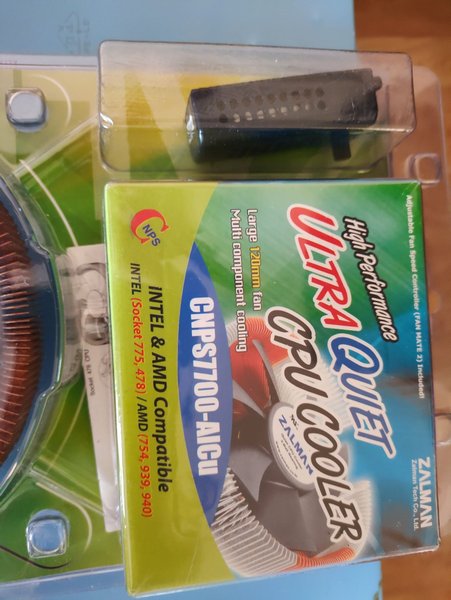 ZALMAN
Zalman Tech Co., Ltd.
Adjustable Fan Speed Controller (FAN MATE 2) Included!
High Performance
ULTRA QUIET
CPU COOLER
Large 120mm fan
Multi component cooling
ZALMAN
CNPS7700-AlCu
CNPS
INTEL & AMD Compatible
INTEL (Socket 775, 478) / AMD (754, 939, 940)